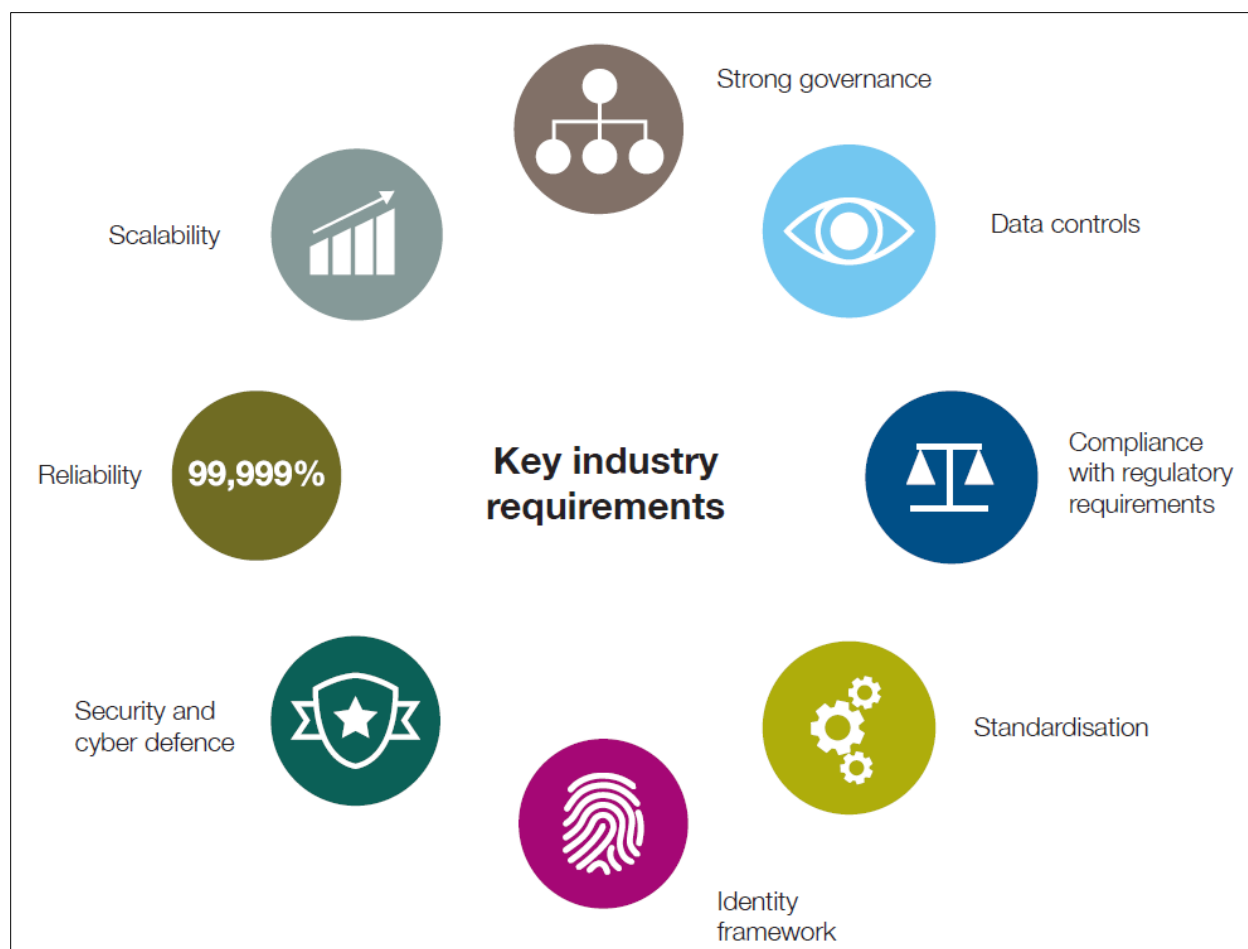 Strong governance
Scalability
Data controls
Reliability
99,999%
Key industry
requirements
Compliance
with regulatory
requirements
Security and
cyber defence
Standardisation
Identity
framework